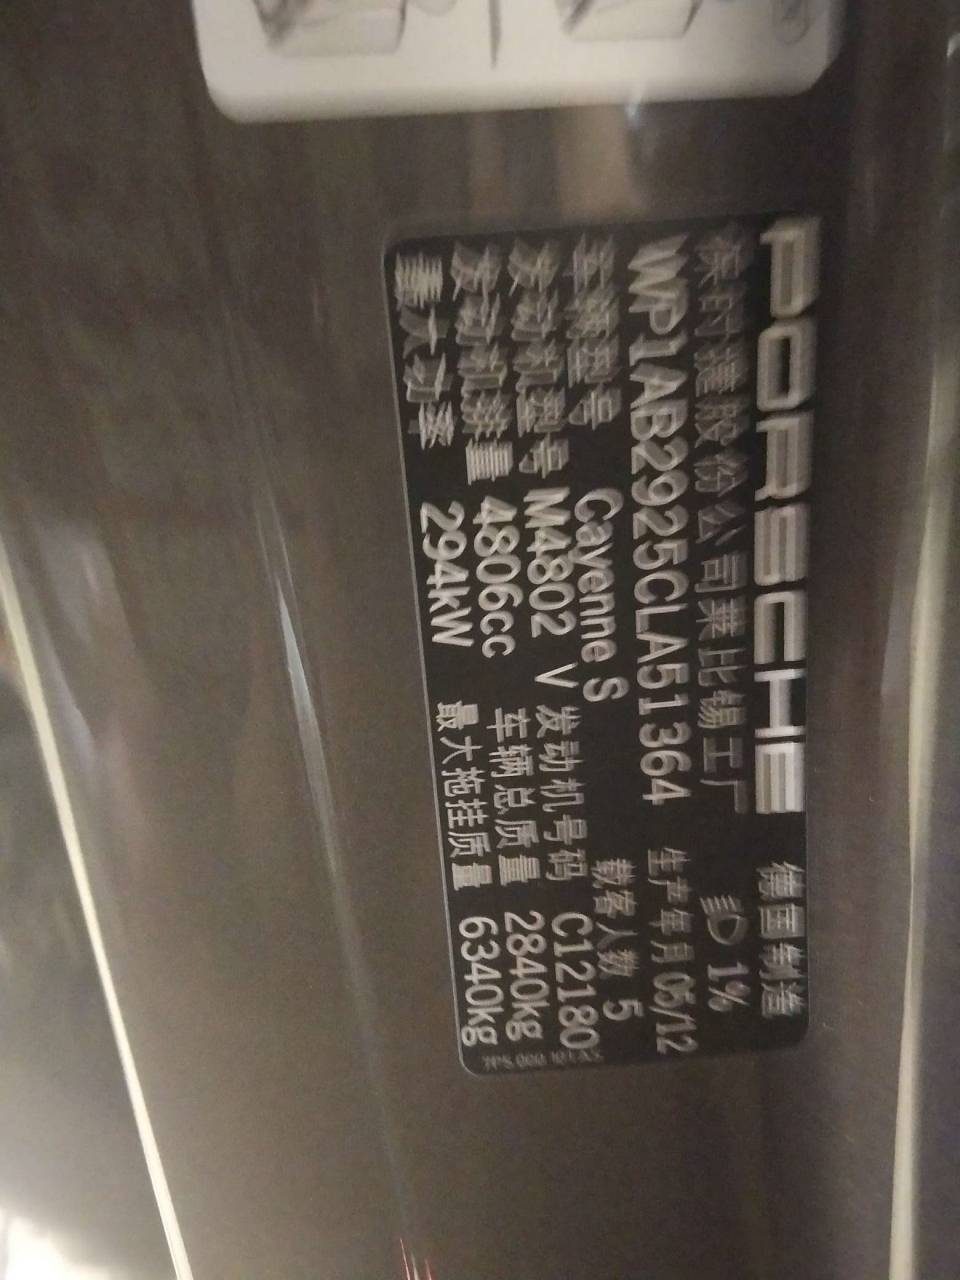 PORSCHE 德国制造
保时捷股份公司莱比锡工厂 1%
WP1AB2925CLA51364 生产年月 05/12
车辆型号 Cayenne S 载客人数 5
发动机型号 M4802 V 发动机号码 C12180
发动机排量 4806cc 车辆总质量 2840kg
最大功率 294kW 最大拖挂质量 6340kg